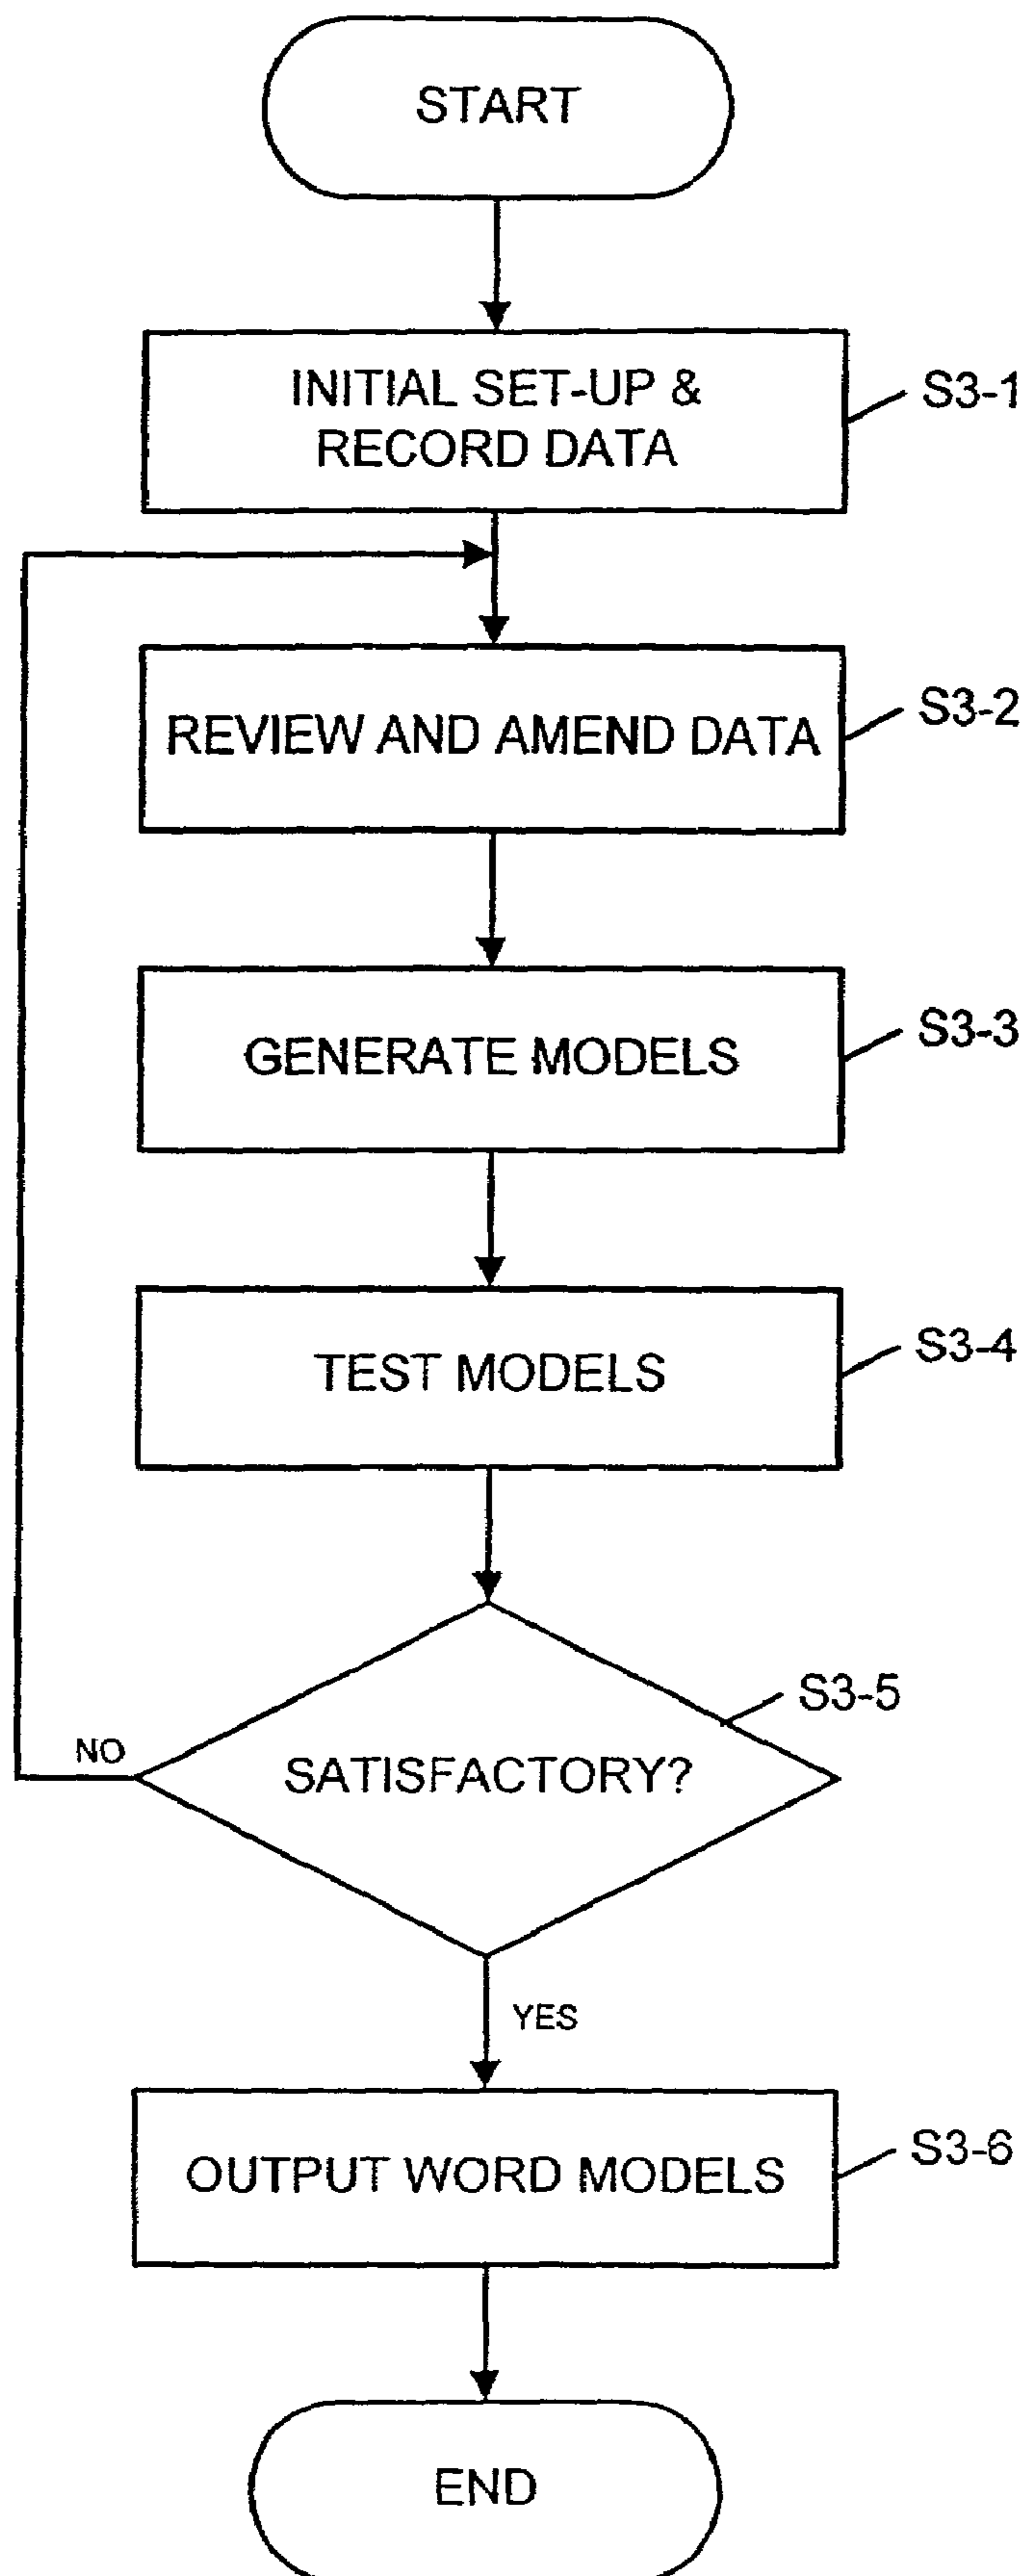 START
INITIAL SET-UP &
RECORD DATA
S3-1
REVIEW AND AMEND DATA
S3-2
GENERATE MODELS
S3-3
TEST MODELS
S3-4
S3-5
NO
SATISFACTORY?
YES
OUTPUT WORD MODELS
S3-6
END